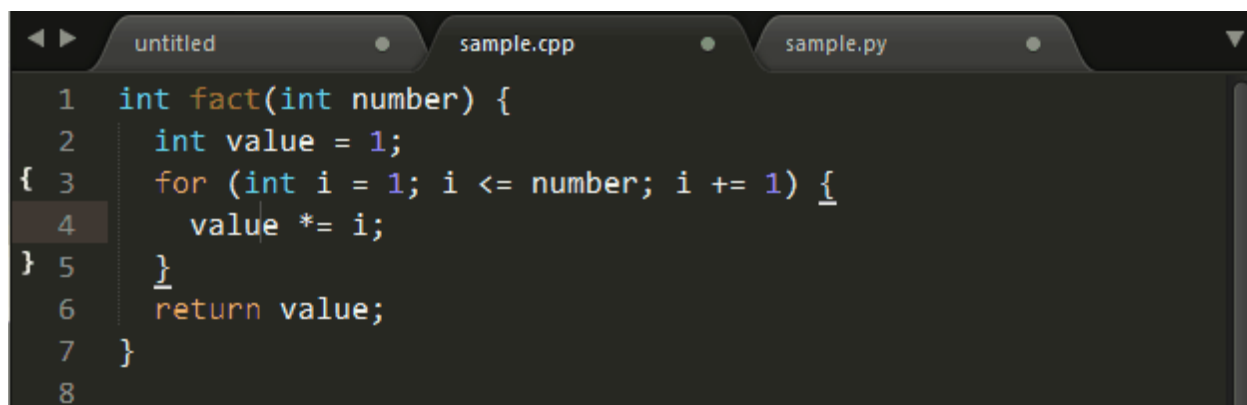 untitled sample.cpp sample.py
1 int fact(int number) {
2   int value = 1;
{ 3   for (int i = 1; i <= number; i += 1) {
4     value *= i;
} 5   }
6   return value;
7 }
8